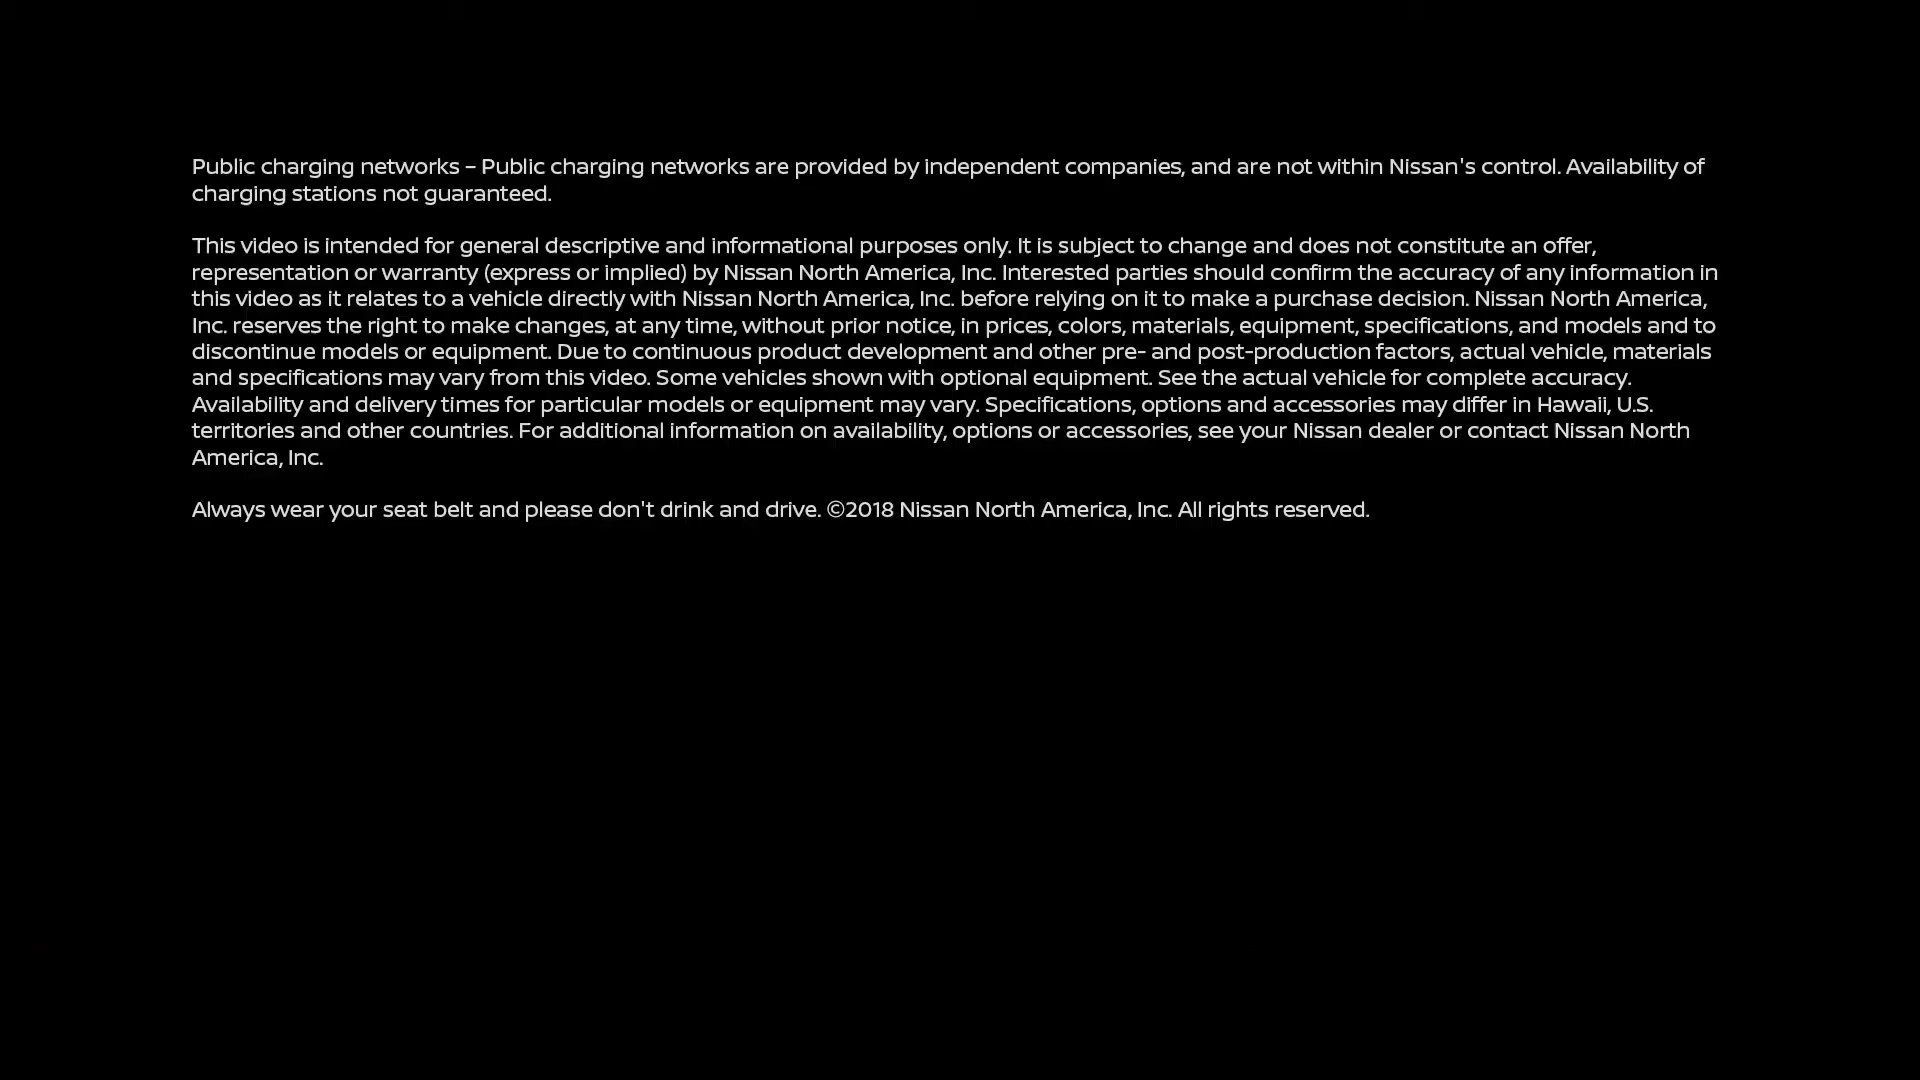 Public charging networks – Public charging networks are provided by independent companies, and are not within Nissan's control. Availability of
charging stations not guaranteed.
This video is intended for general descriptive and informational purposes only. It is subject to change and does not constitute an offer,
representation or warranty (express or implied) by Nissan North America, Inc. Interested parties should confirm the accuracy of any information in
this video as it relates to a vehicle directly with Nissan North America, Inc. before relying on it to make a purchase decision. Nissan North America,
Inc. reserves the right to make changes, at any time, without prior notice, in prices, colors, materials, equipment, specifications, and models and to
discontinue models or equipment. Due to continuous product development and other pre- and post-production factors, actual vehicle, materials
and specifications may vary from this video. Some vehicles shown with optional equipment. See the actual vehicle for complete accuracy.
Availability and delivery times for particular models or equipment may vary. Specifications, options and accessories may differ in Hawaii, U.S.
territories and other countries. For additional information on availability, options or accessories, see your Nissan dealer or contact Nissan North
America, Inc.
Always wear your seat belt and please don't drink and drive. ©2018 Nissan North America, Inc. All rights reserved.